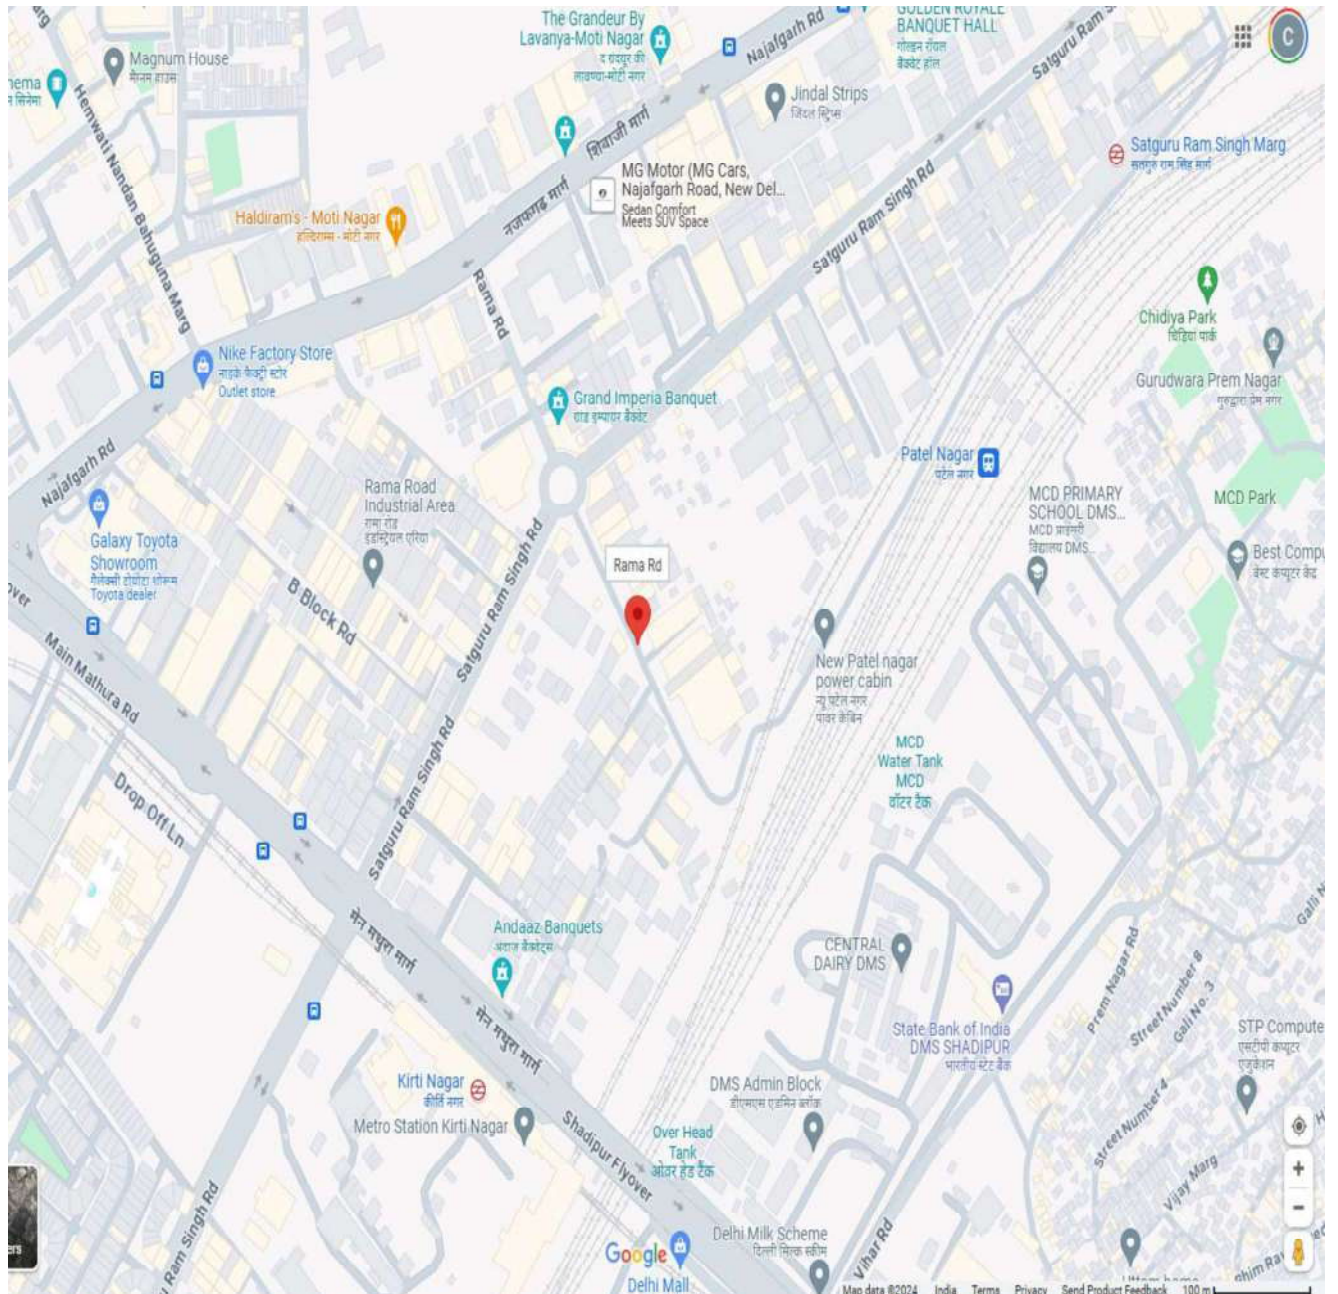 The Grandeur By
Lavanya-Moti Nagar
GOLDEN ROYALE
BANQUET HALL
गोल्डन रॉयल
बैंक्वेट हॉल
Najafgarh Rd
Satguru Ram S
C
Magnum House
मैग्नम हाउस
nema
न सिनेमा
Hemwati Nandan Bahuguna Marg
Jindal Strips
जिंदल स्ट्रिप्स
शिवाजी मार्ग
Satguru Ram Singh Marg
सतगुरु राम सिंह मार्ग
MG Motor (MG Cars,
Najafgarh Road, New Del...
Sedan Comfort
Meets SUV Space
नजफगढ़ मार्ग
Haldiram's - Moti Nagar
हल्दिराम्स - मोटी नगर
Satguru Ram Singh Rd
Rama Rd
Chidiya Park
चिड़िया पार्क
Nike Factory Store
नाइके फैक्ट्री स्टोर
Outlet store
Gurudwara Prem Nagar
गुरुद्वारा प्रेम नगर
Grand Imperia Banquet
ग्रांड इम्पायर बैंक्वेट
Najafgarh Rd
Patel Nagar
पटेल नगर
Rama Road
Industrial Area
रामा रोड
इंडस्ट्रियल एरिया
MCD PRIMARY
SCHOOL DMS...
MCD प्राइमरी
विद्यालय DMS...
MCD Park
Galaxy Toyota
Showroom
गैलेक्सी टोयोटा शोरूम
Toyota dealer
Rama Rd
Best Compu
बेस्ट कंप्यूटर केंद्र
B Block Rd
Satguru Ram Singh Rd
over
Main Mathura Rd
New Patel nagar
power cabin
न्यू पटेल नगर
पावर केबिन
MCD
Water Tank
MCD
वॉटर टैंक
Drop Off Ln
Satguru Ram Singh Rd
मेन मथुरा मार्ग
Andaaz Banquets
अंदाज बैंक्वेट्स
CENTRAL
DAIRY DMS
Galli N
Prem Nagar Rd
Street Number 8
Gali No. 3
State Bank of India
DMS SHADIPUR
भारतीय स्टेट बैंक
STP Compute
एसटीपी कंप्यूटर
एजुकेशन
मेन मथुरा मार्ग
Kirti Nagar
कीर्ति नगर
Metro Station Kirti Nagar
DMS Admin Block
डीएमएस एडमिन ब्लॉक
Street Number 4
Shadipur Flyover
Over Head
Tank
ओवर हेड टैंक
Vijay Marg
Ram Singh Rd
ers
Delhi Milk Scheme
दिल्ली मिल्क स्कीम
Vihar Rd
Google
Delhi Mall
Map data ©2024 India Terms Privacy Send Product Feedback 100 m